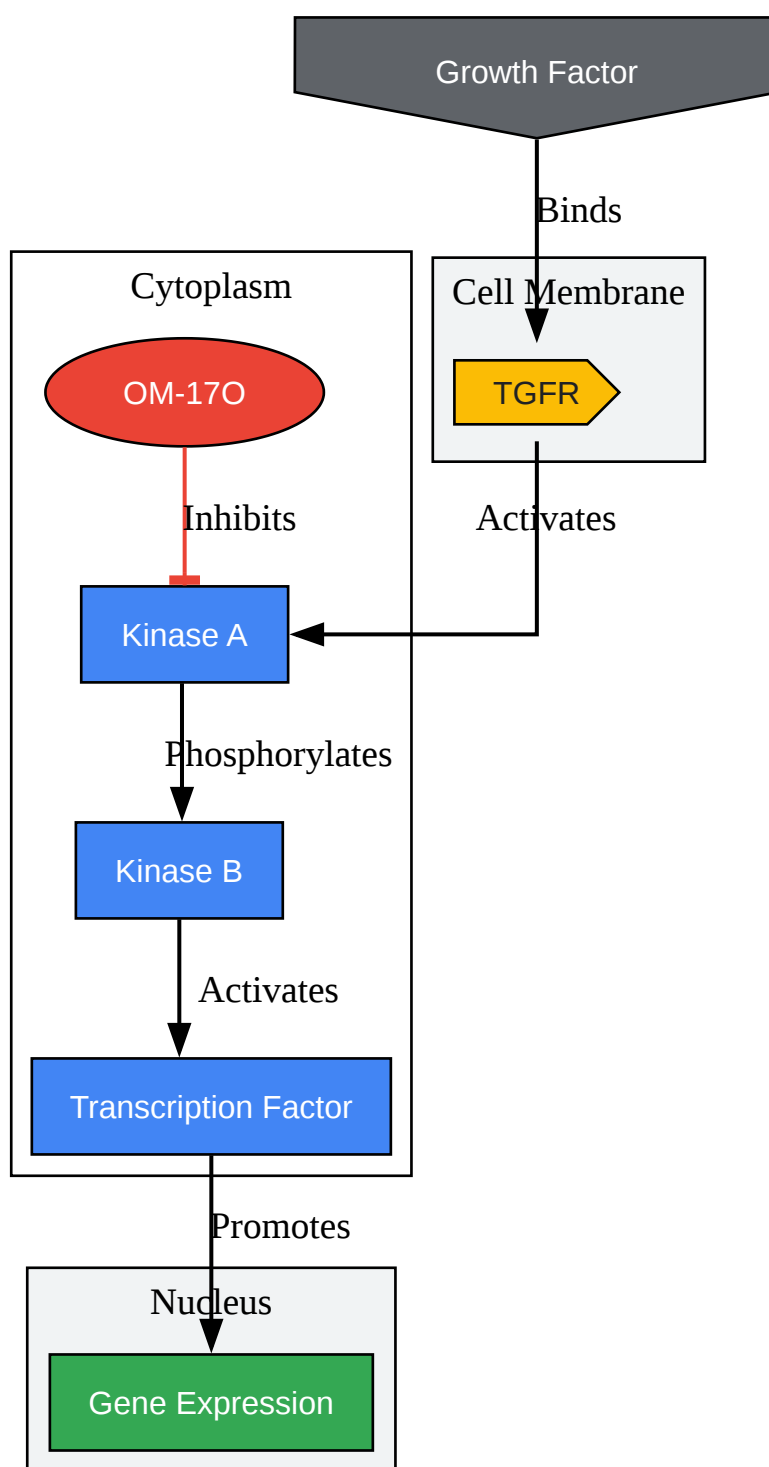 Growth Factor
Binds
Cytoplasm
Cell Membrane
OM-17O
TGFR
Inhibits
Activates
Kinase A
Phosphorylates
Kinase B
Activates
Transcription Factor
Promotes
Nucleus
Gene Expression